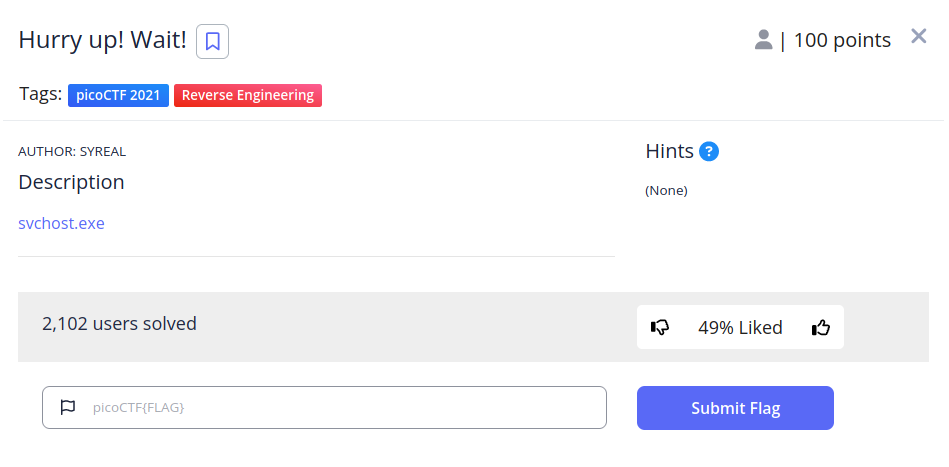 Hurry up! Wait!
| 100 points
Tags: picoCTF 2021 Reverse Engineering
AUTHOR: SYREAL
Hints ?
Description
(None)
svchost.exe
2,102 users solved
49% Liked
picoCTF{FLAG}
Submit Flag